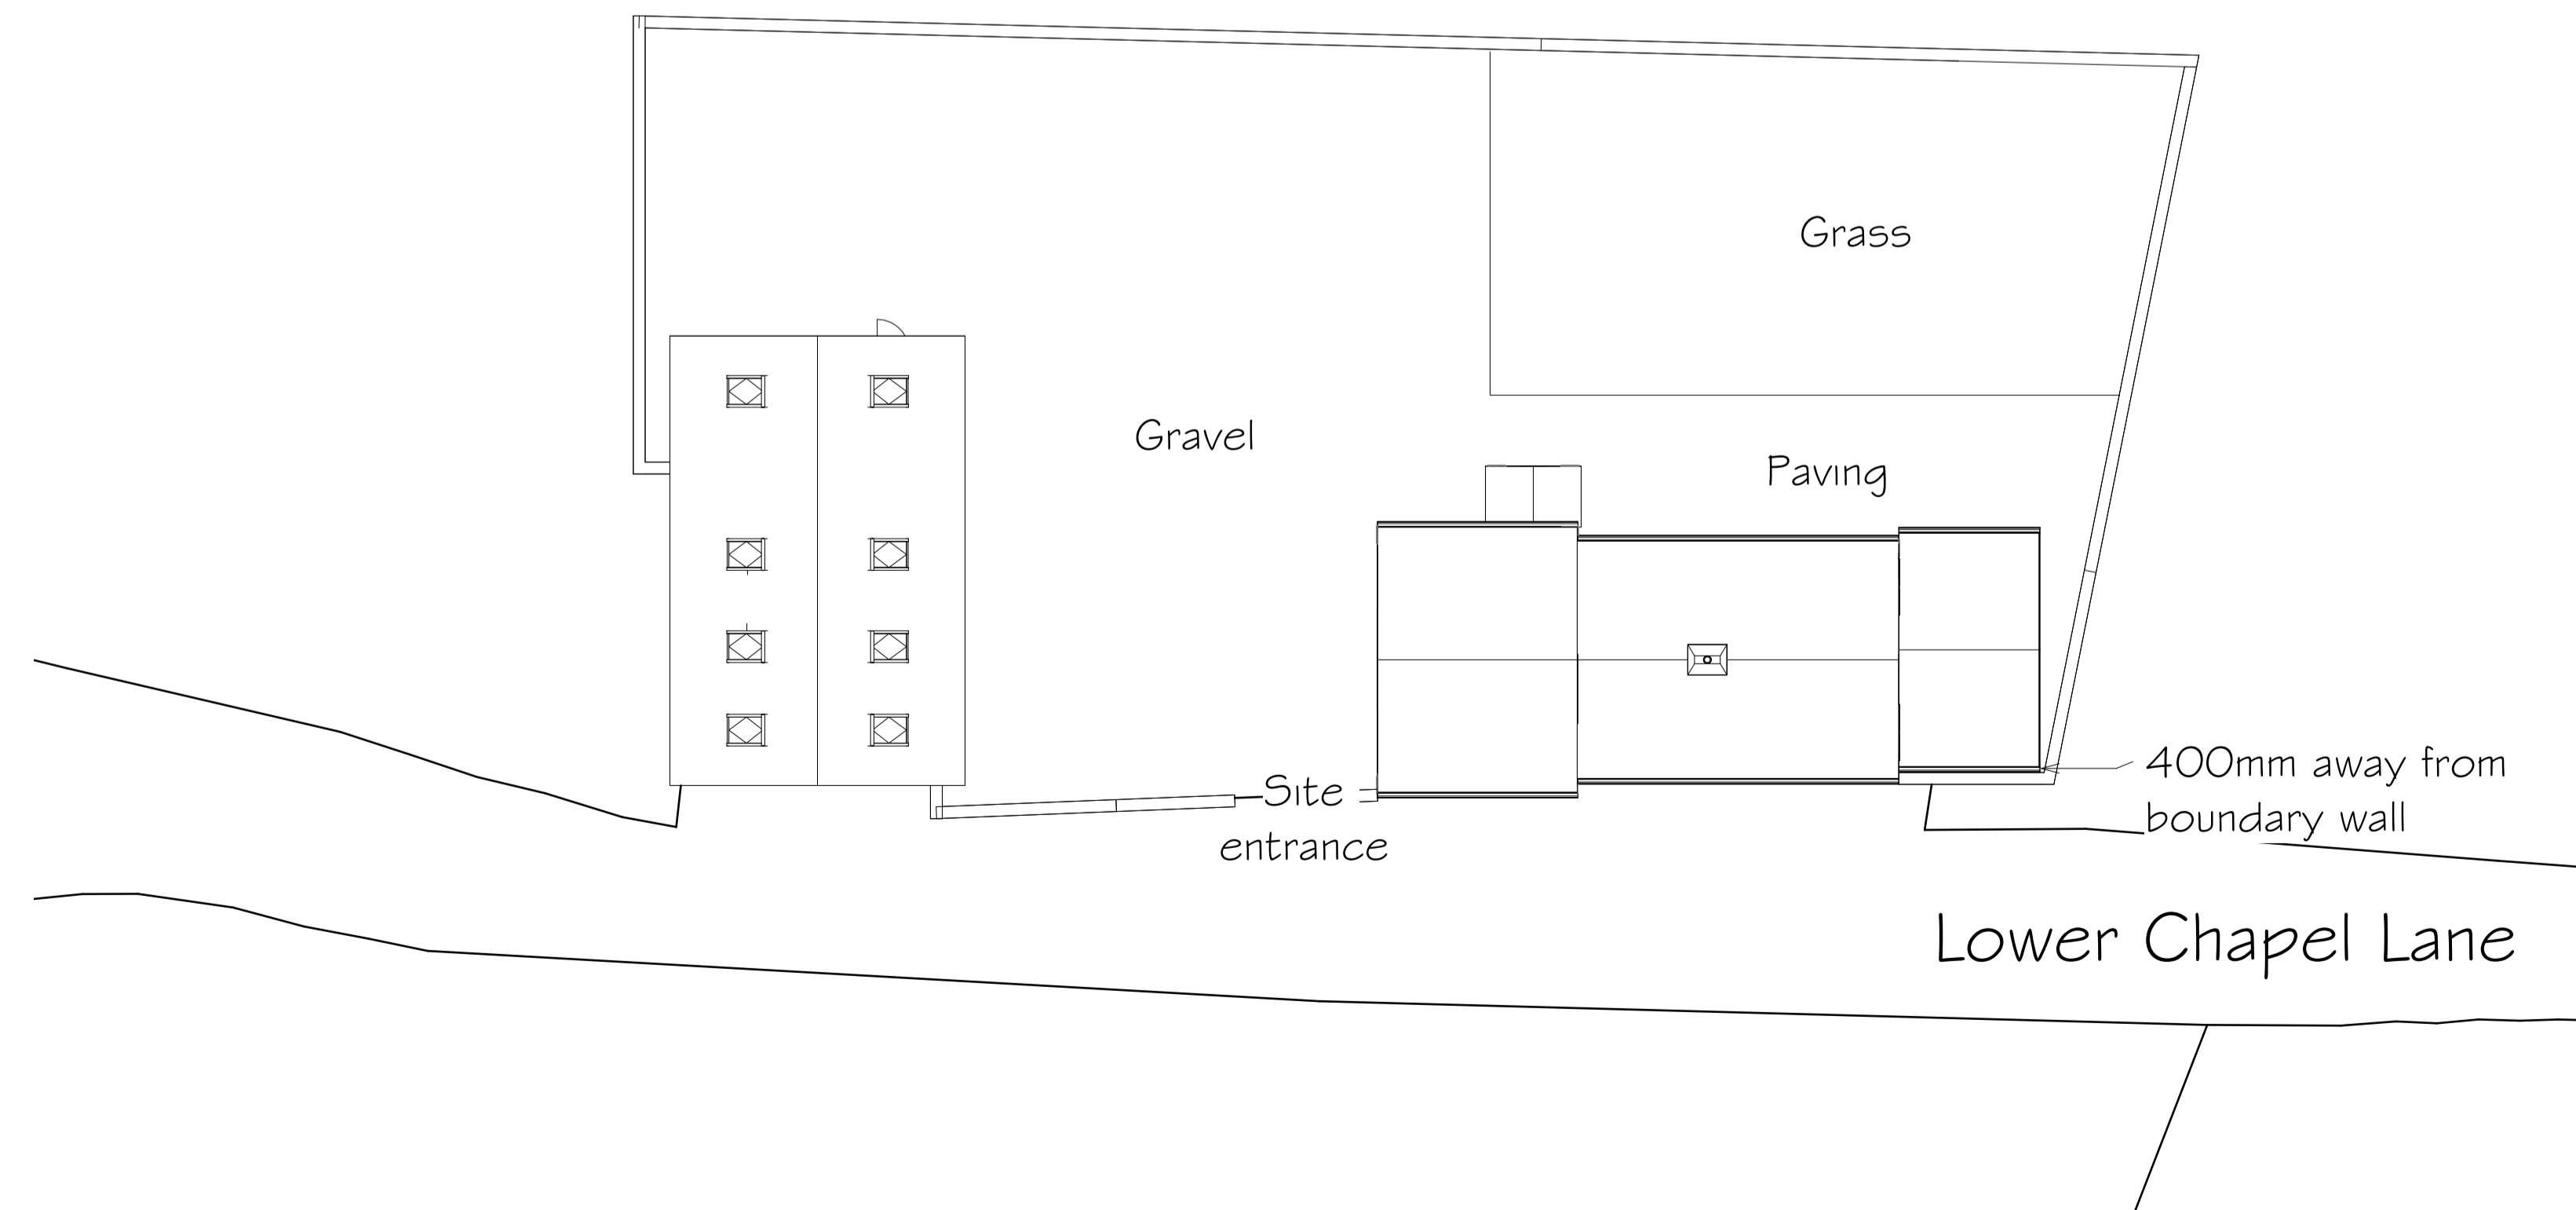 Grass
Gravel
Paving
Site
entrance
400mm away from
boundary wall
Lower Chapel Lane